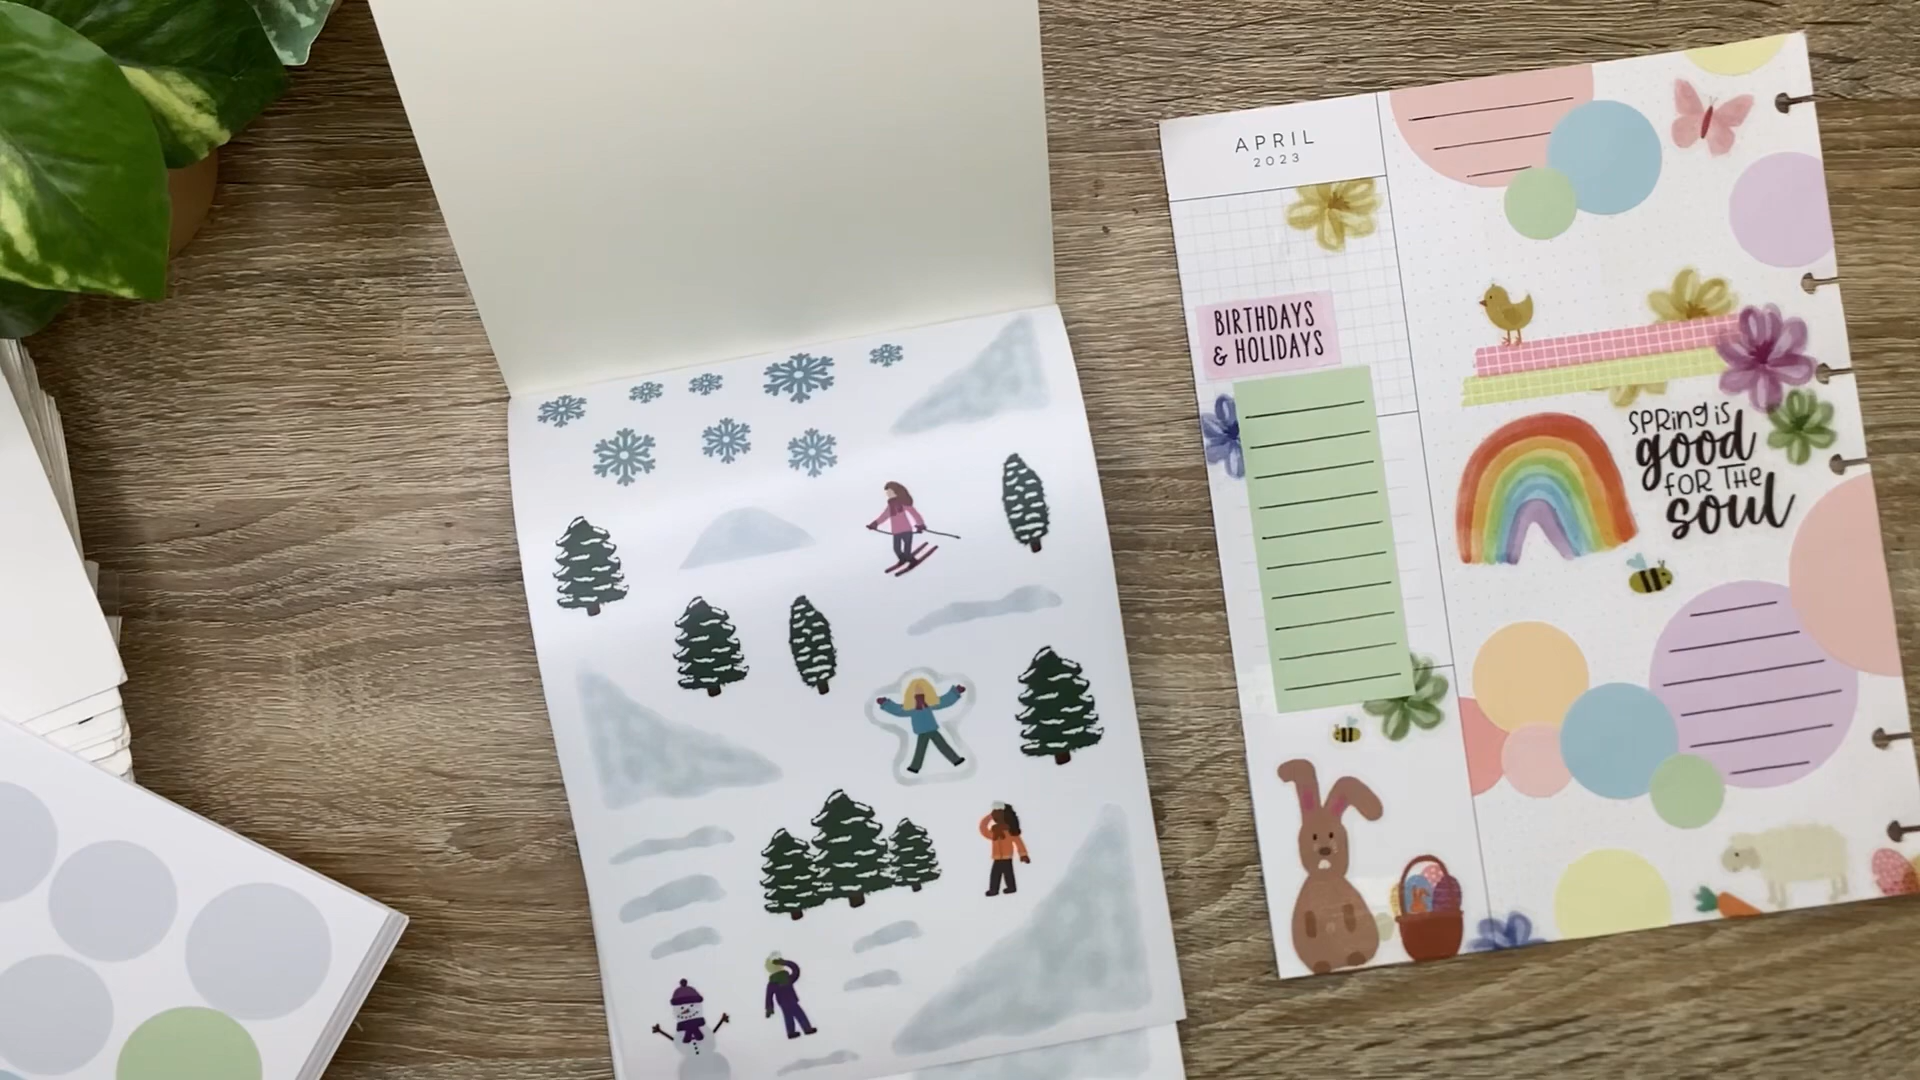 APRIL
2023
BIRTHDAYS
& HOLIDAYS
SPRING IS
good
FOR THE
soul